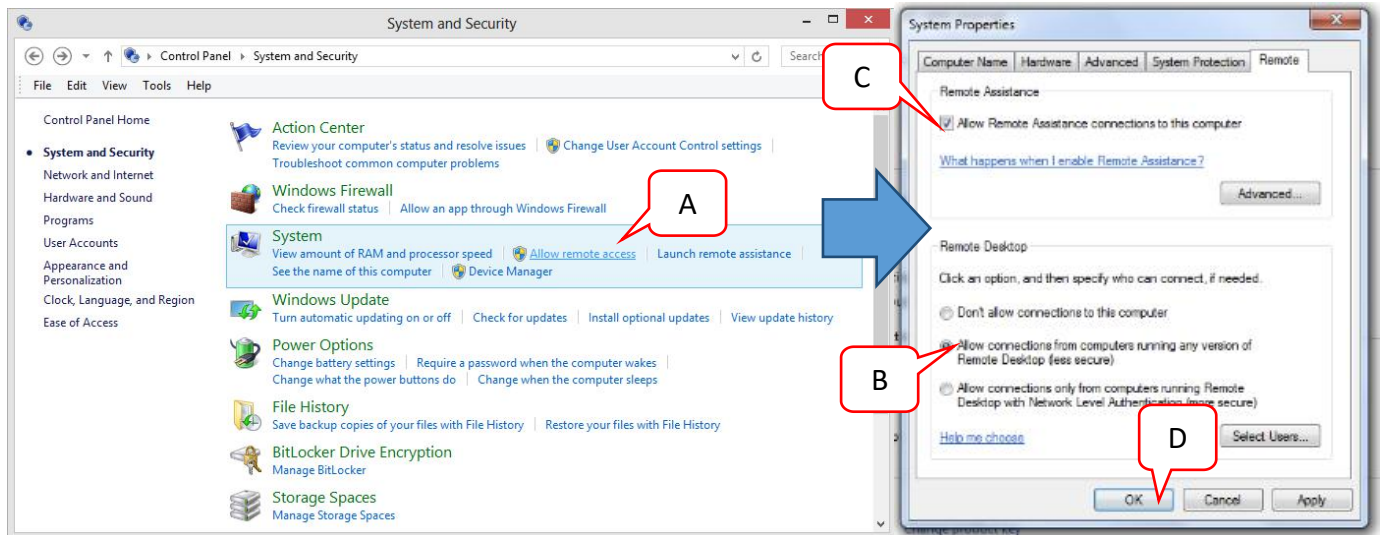 System and Security
Control Panel ▸ System and Security
Search
File Edit View Tools Help
Control Panel Home
System and Security
Network and Internet
Hardware and Sound
Programs
User Accounts
Appearance and
Personalization
Clock, Language, and Region
Ease of Access
Action Center
Review your computer's status and resolve issues | Change User Account Control settings |
Troubleshoot common computer problems
Windows Firewall
Check firewall status | Allow an app through Windows Firewall
A
System
View amount of RAM and processor speed | Allow remote access | Launch remote assistance |
See the name of this computer | Device Manager
Windows Update
Turn automatic updating on or off | Check for updates | Install optional updates | View update history
Power Options
Change battery settings | Require a password when the computer wakes |
Change what the power buttons do | Change when the computer sleeps
File History
Save backup copies of your files with File History | Restore your files with File History
BitLocker Drive Encryption
Manage BitLocker
Storage Spaces
Manage Storage Spaces
System Properties
Computer Name Hardware Advanced System Protection Remote
C
Remote Assistance
Allow Remote Assistance connections to this computer
What happens when I enable Remote Assistance?
Advanced...
Remote Desktop
Click an option, and then specify who can connect, if needed.
Don't allow connections to this computer
B
Allow connections from computers running any version of
Remote Desktop (less secure)
Allow connections only from computers running Remote
Desktop with Network Level Authentication (more secure)
Help me choose
D
Select Users...
OK Cancel Apply
Change product key